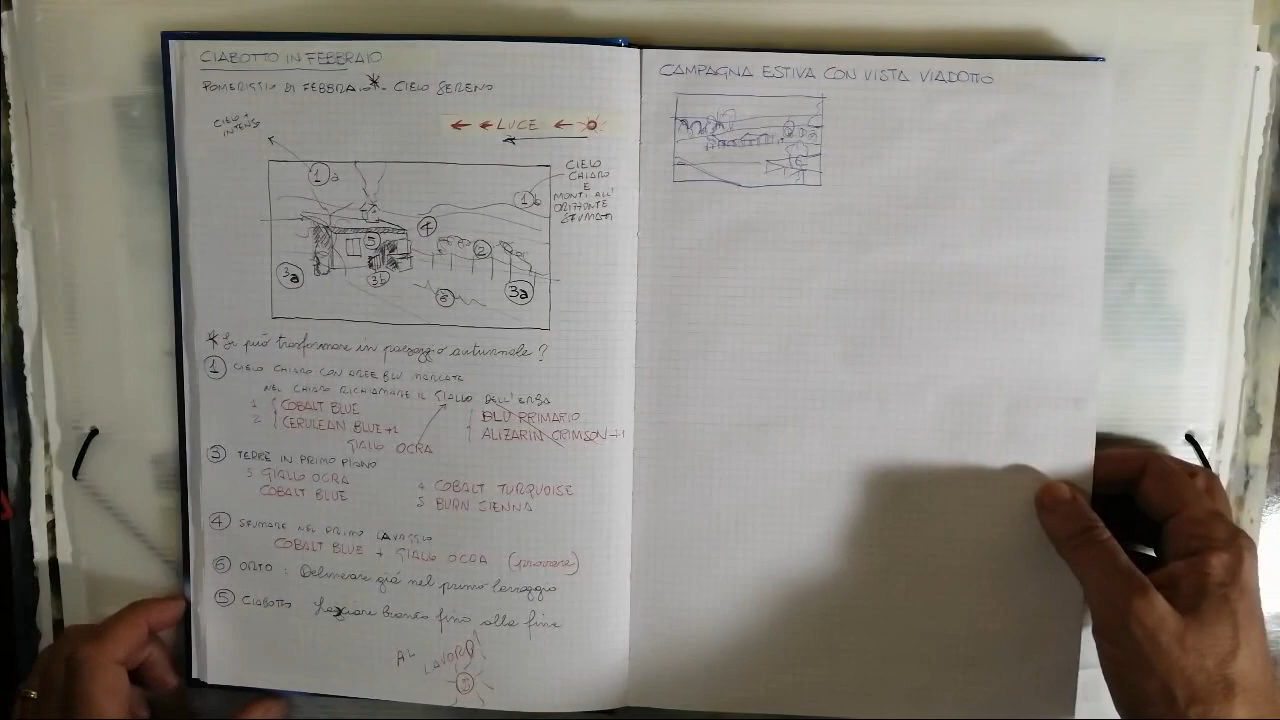 CIABOTTO IN FEBBRAIO
POMERIGGIO DI FEBBRAIO* - CIELO SERENO
CIELO +
INTENSO
← ← LUCE ←
1a
CIELO
CHIARO
E
MONTI ALL'
ORIZZONTE
SFUMATI
1b
4
5
2
3a
3b
6
3a
* Si può trasformare in paesaggio autunnale?
1 CIELO CHIARO CON AREE BLU MARCATE
NEL CHIARO RICHIAMARE IL GIALLO DELL'ERBA
1 COBALT BLUE
2 CERULEAN BLUE +1
GIALLO OCRA
BLU PRIMARIO
ALIZARIN CRIMSON +1
3 TERRE IN PRIMO PIANO
GIALLO OCRA
COBALT BLUE
4 COBALT TURQUOISE
5 BURN SIENNA
4 SFUMARE NEL PRIMO LAVAGGIO
COBALT BLUE + GIALLO OCRA (provare)
6 ORTO: Delineare già nel primo lavaggio
5 CIABOTTO Lasciare bianco fino alla fine
AL LAVORO
CAMPAGNA ESTIVA CON VISTA VIADOTTO